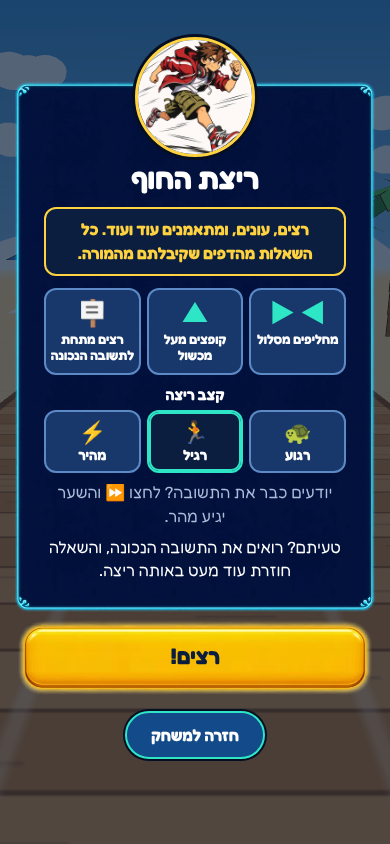 ריצת החוף
רצים, עונים, ומתאמנים עוד ועוד. כל
השאלות מהדפים שקיבלתם מהמורה.
מחליפים מסלול
קופצים מעל
מכשול
רצים מתחת
לתשובה הנכונה
קצב ריצה
רגוע
רגיל
מהיר
יודעים כבר את התשובה? לחצו ⏩ והשער
יגיע מהר.
טעיתם? רואים את התשובה הנכונה, והשאלה
חוזרת עוד מעט באותה ריצה.
רצים!
חזרה למשחק